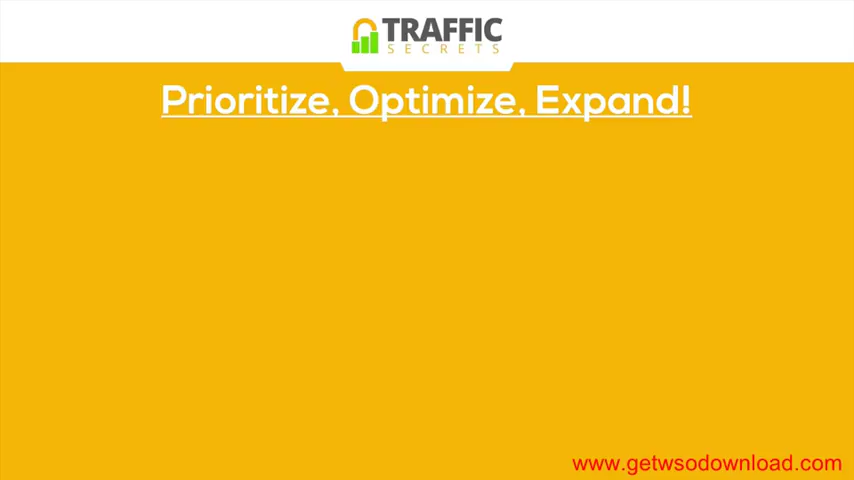 TRAFFIC
SECRETS
Prioritize, Optimize, Expand!
www.getwsodownload.com